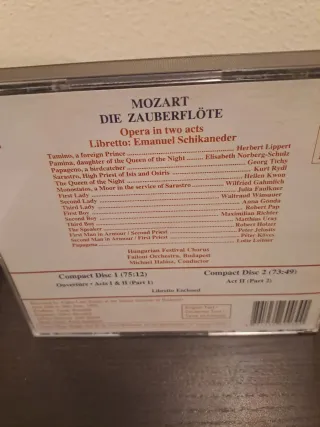 MOZART
DIE ZAUBERFLÖTE
Opera in two acts
Libretto: Emanuel Schikaneder
Tamino, a foreign Prince Herbert Lippert
Pamina, daughter of the Queen of the Night Elisabeth Norberg-Schulz
Papageno, a birdcatcher Georg Tichy
Sarastro, High Priest of Isis and Osiris Kurt Rydl
The Queen of the Night Hellen Kwon
Monostatos, a Moor in the service of Sarastro Wilfried Gahmlich
First Lady Julia Faulkner
Second Lady Waltraud Winsauer
Third Lady Anna Gonda
First Boy Robert Pap
Second Boy Maximilian Richter
Third Boy Matthias Urax
The Speaker Robert Holzer
First Man in Armour / Second Priest Peter Johnstn
Second Man in Armour / First Priest Peter Köves
Papagena Lotte Leitner
Hungarian Festival Chorus
Failoni Orchestra, Budapest
Michael Halász, Conductor
Compact Disc 1 (75:12) Compact Disc 2 (73:49)
Ouverture - Acts I & II (Part 1) Act II (Part 2)
Libretto Enclosed